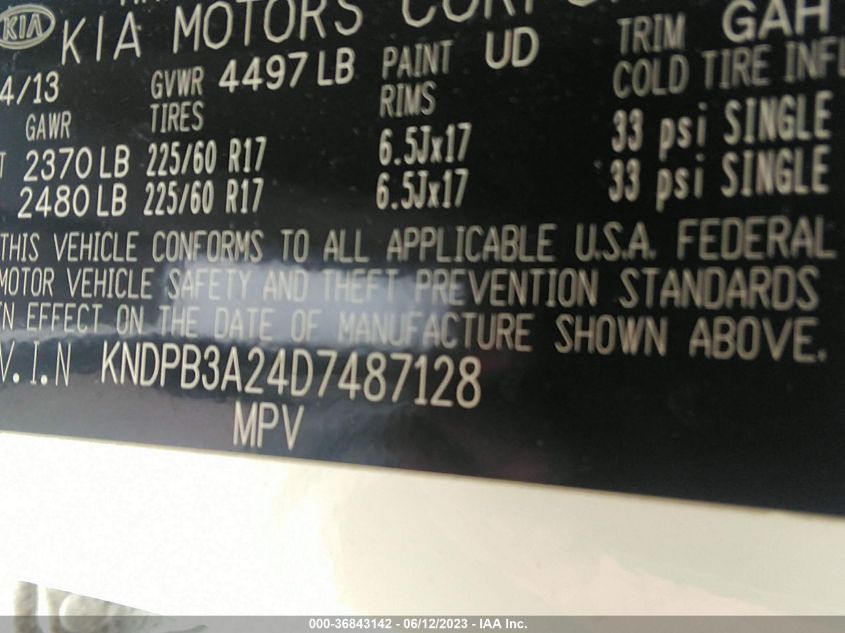 KIA KIA MOTORS CORPO
4/13 GVWR 4497 LB PAINT UD TRIM GAH
GAWR TIRES RIMS COLD TIRE INFL
T 2370 LB 225/60 R17 6.5Jx17 33 psi SINGLE
2480 LB 225/60 R17 6.5Jx17 33 psi SINGLE
THIS VEHICLE CONFORMS TO ALL APPLICABLE U.S.A. FEDERAL
MOTOR VEHICLE SAFETY AND THEFT PREVENTION STANDARDS
IN EFFECT ON THE DATE OF MANUFACTURE SHOWN ABOVE.
V.I.N KNDPB3A24D7487128
MPV
000-36843142 - 06/12/2023 - IAA Inc.